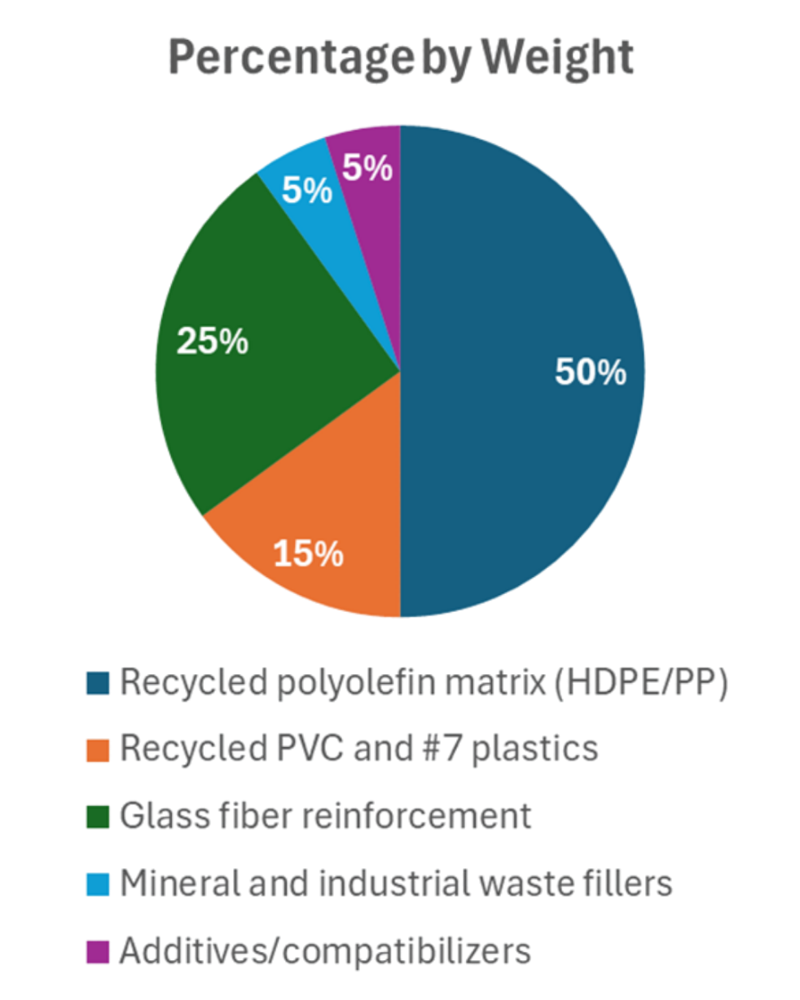 Percentage by Weight
5%
5%
25%
50%
15%
Recycled polyolefin matrix (HDPE/PP)
Recycled PVC and #7 plastics
Glass fiber reinforcement
Mineral and industrial waste fillers
Additives/compatibilizers